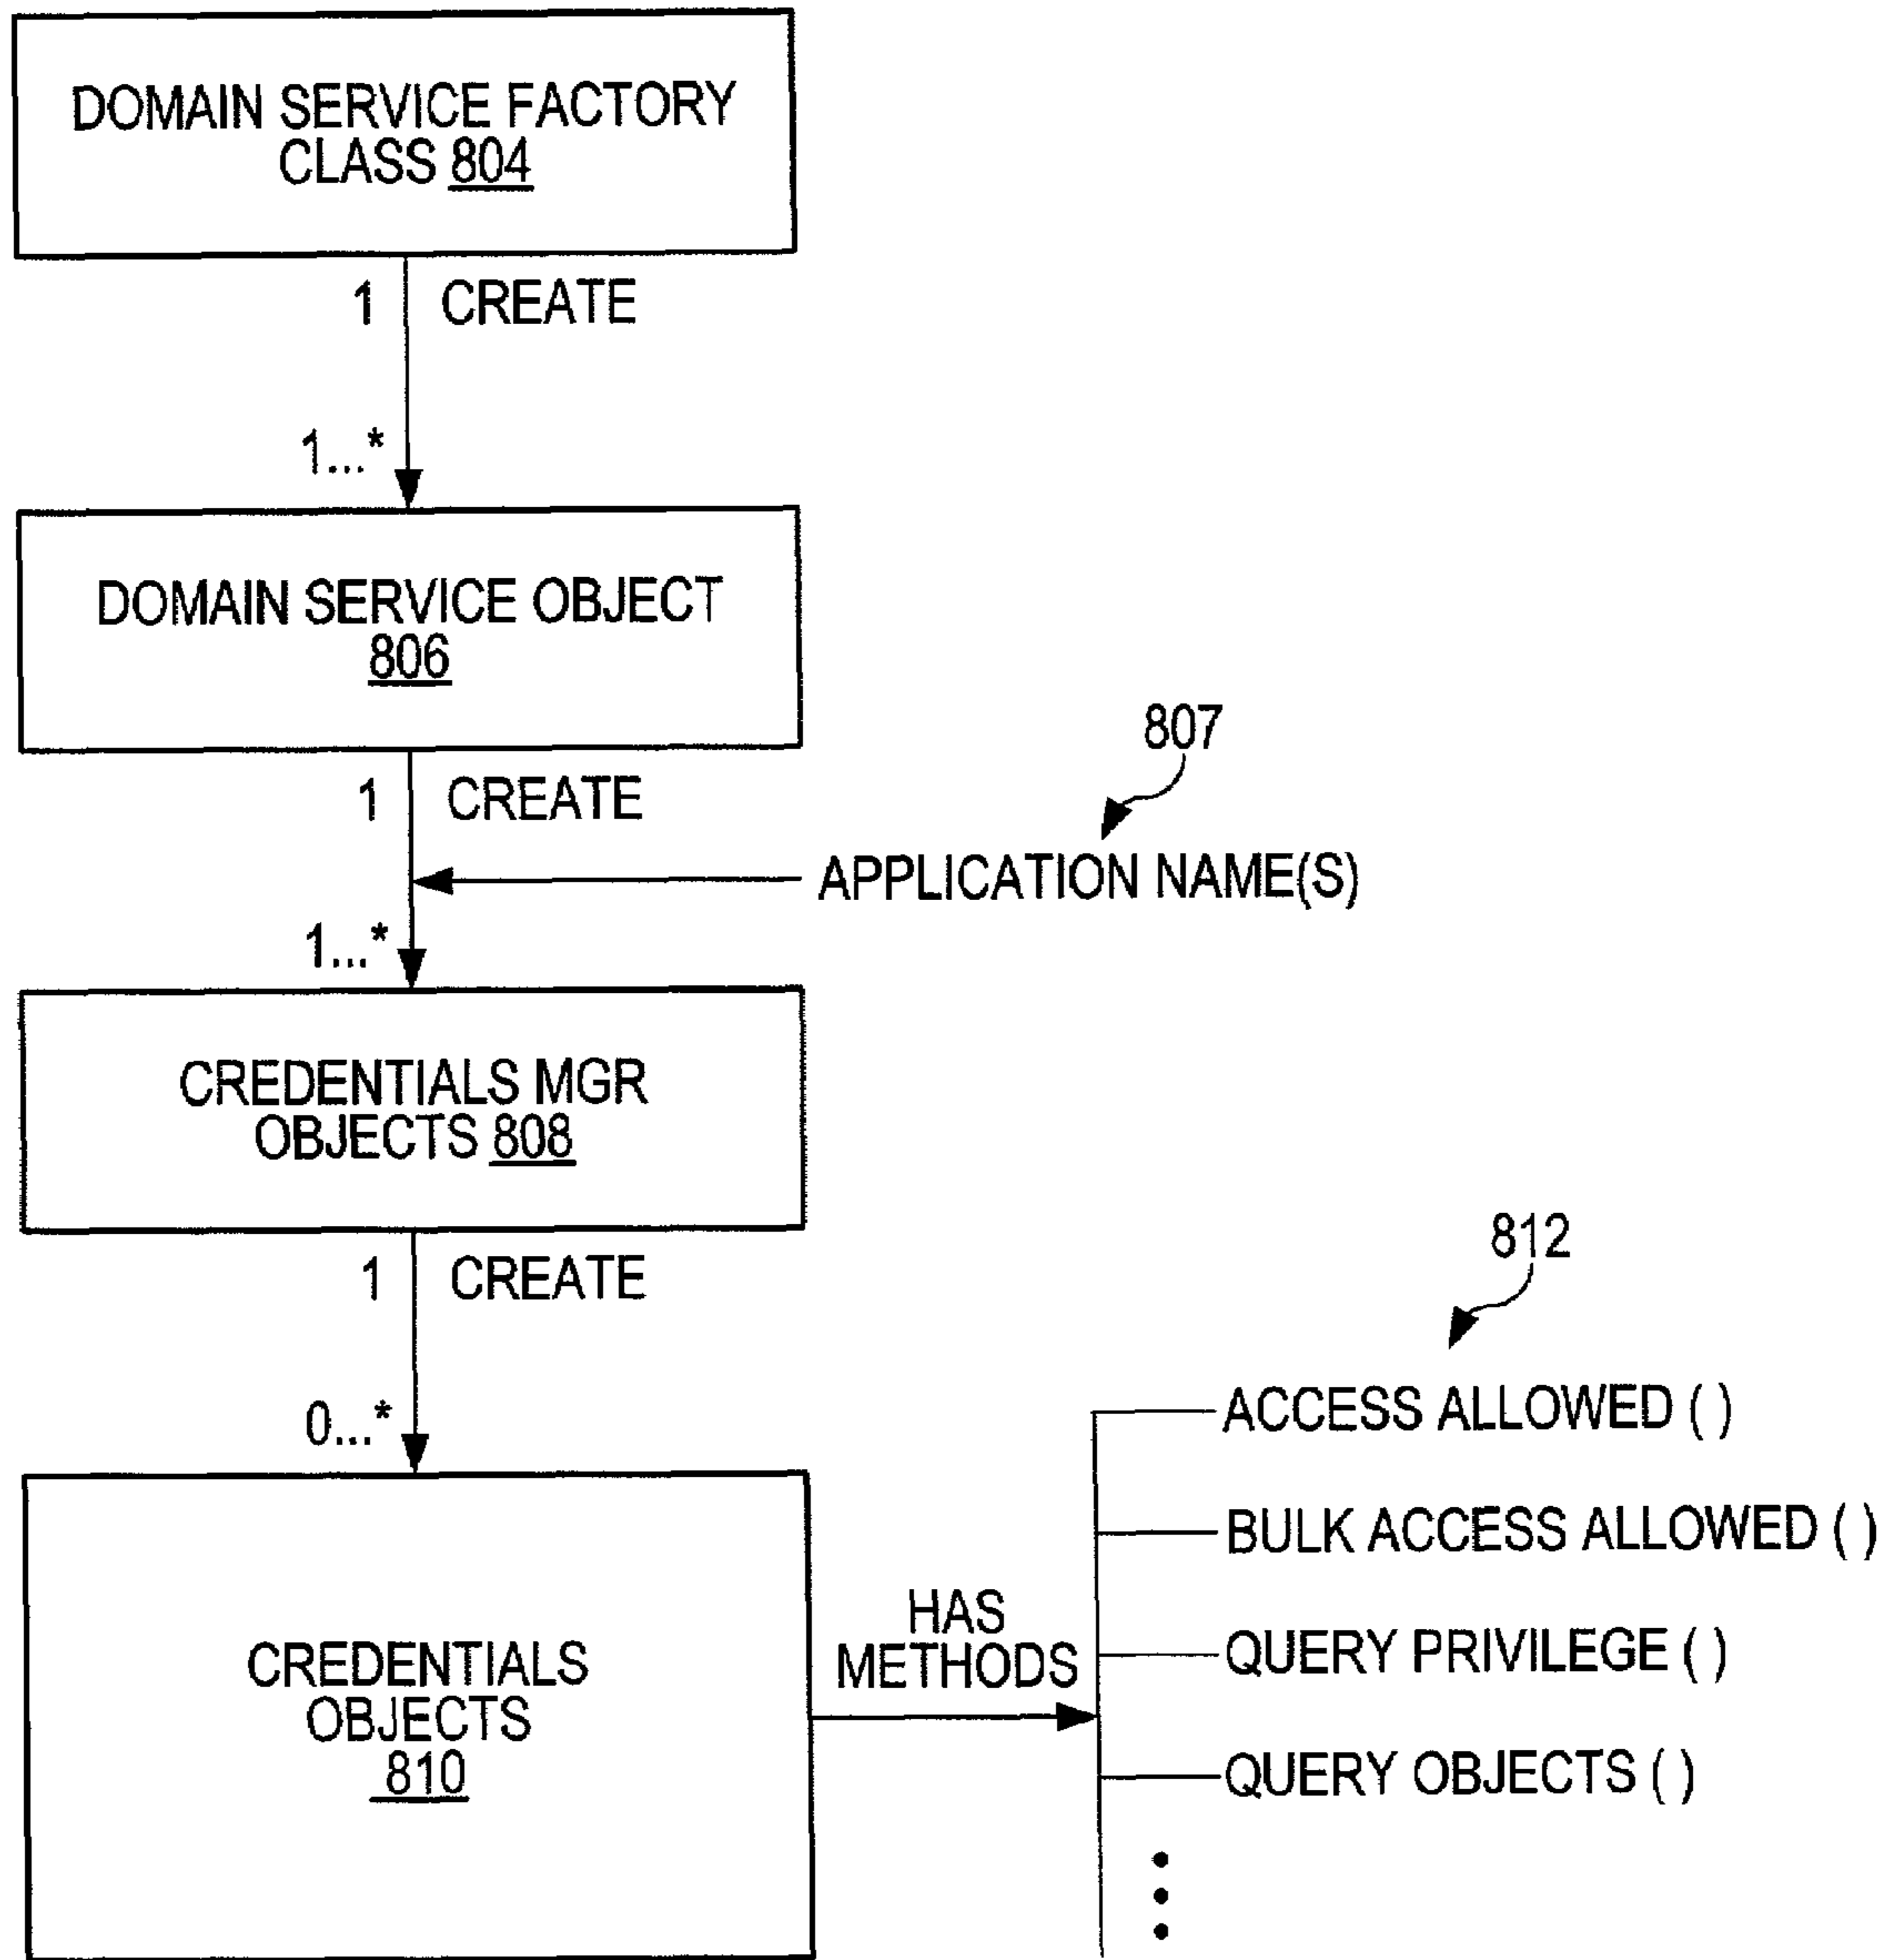 DOMAIN SERVICE FACTORY
CLASS 804
1 CREATE
1...*
DOMAIN SERVICE OBJECT
806
807
1 CREATE
APPLICATION NAME(S)
1...*
CREDENTIALS MGR
OBJECTS 808
1 CREATE
812
0...*
ACCESS ALLOWED ( )
BULK ACCESS ALLOWED ( )
HAS
METHODS
QUERY PRIVILEGE ( )
CREDENTIALS
OBJECTS
810
QUERY OBJECTS ( )